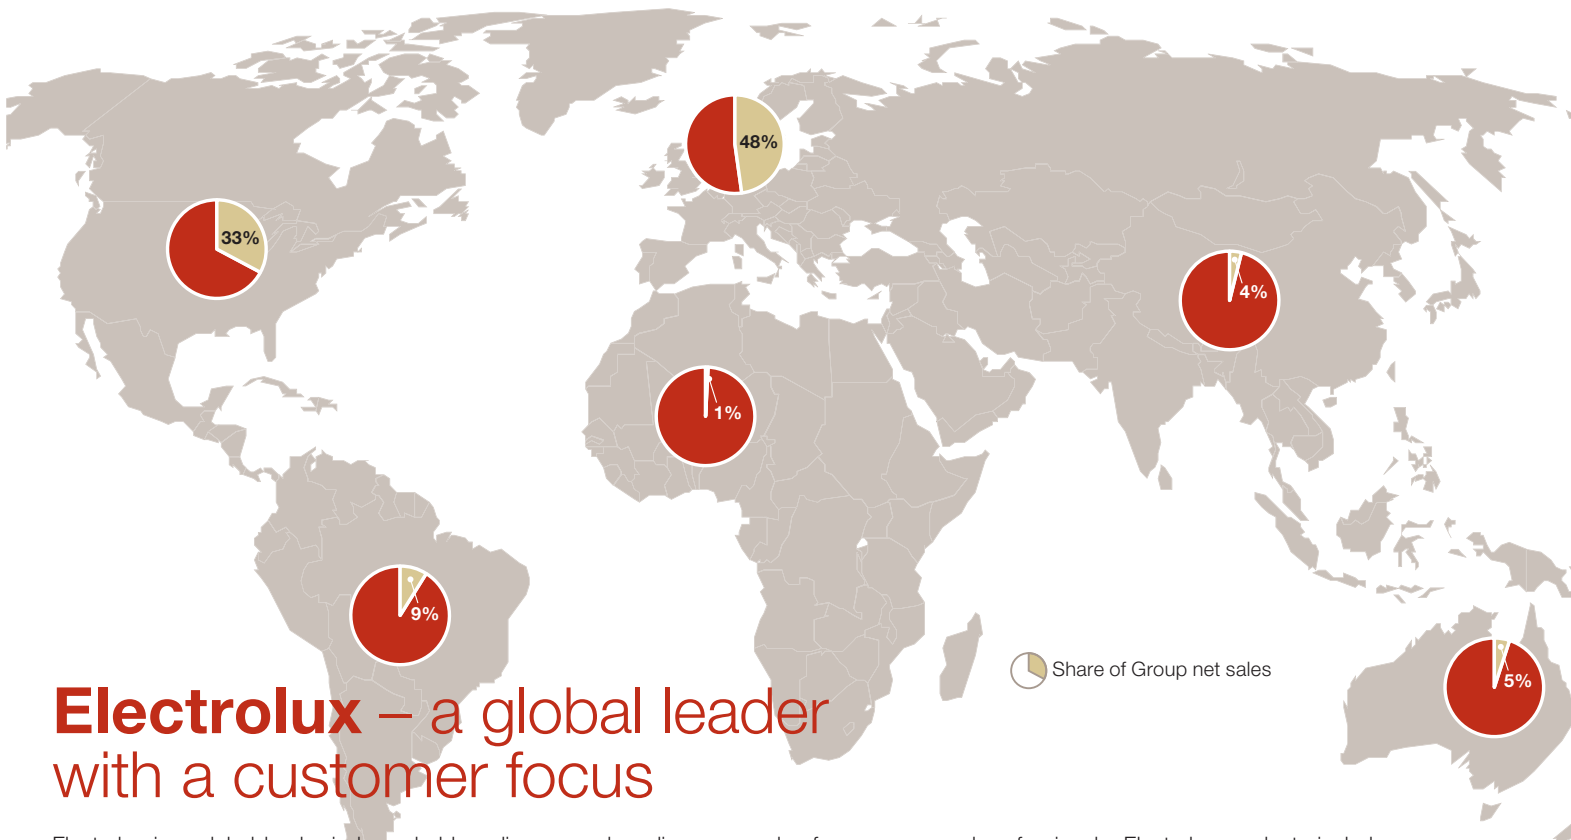 48%
33%
4%
1%
9%
Share of Group net sales
5%
Electrolux – a global leader
with a customer focus